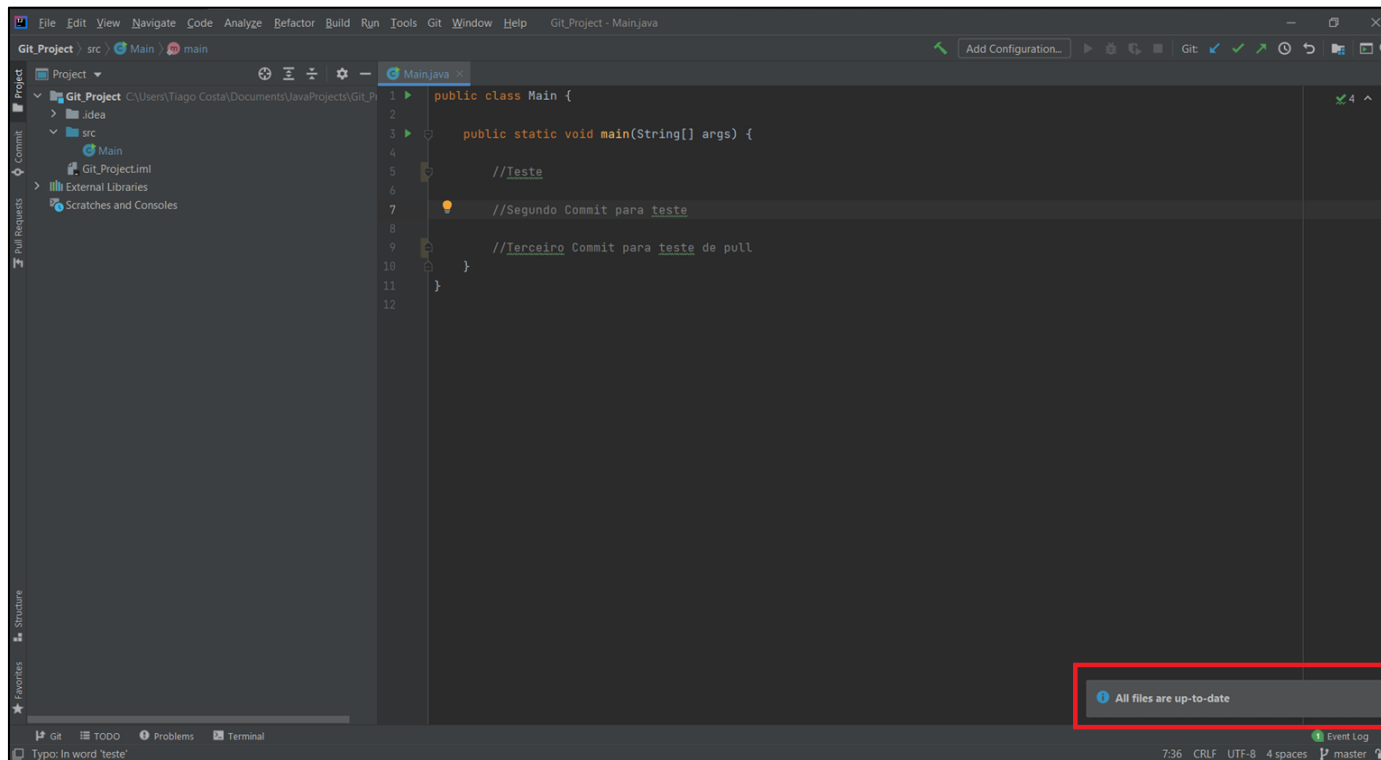 File Edit View Navigate Code Analyze Refactor Build Run Tools Git Window Help Git_Project - Main.java
Git_Project src Main main Add Configuration... Git:
Project Main.java
Git_Project C:\Users\Tiago Costa\Documents\JavaProjects\Git_P
.idea
src
Main
Git_Project.iml
External Libraries
Scratches and Consoles
Project
Commit
Pull Requests
Structure
Favorites
1 public class Main {
2
3 public static void main(String[] args) {
4
5 //Teste
6
7 //Segundo Commit para teste
8
9 //Terceiro Commit para teste de pull
10 }
11 }
12
4
All files are up-to-date
Git TODO Problems Terminal 1 Event Log
Typo: In word 'teste' 7:36 CRLF UTF-8 4 spaces master